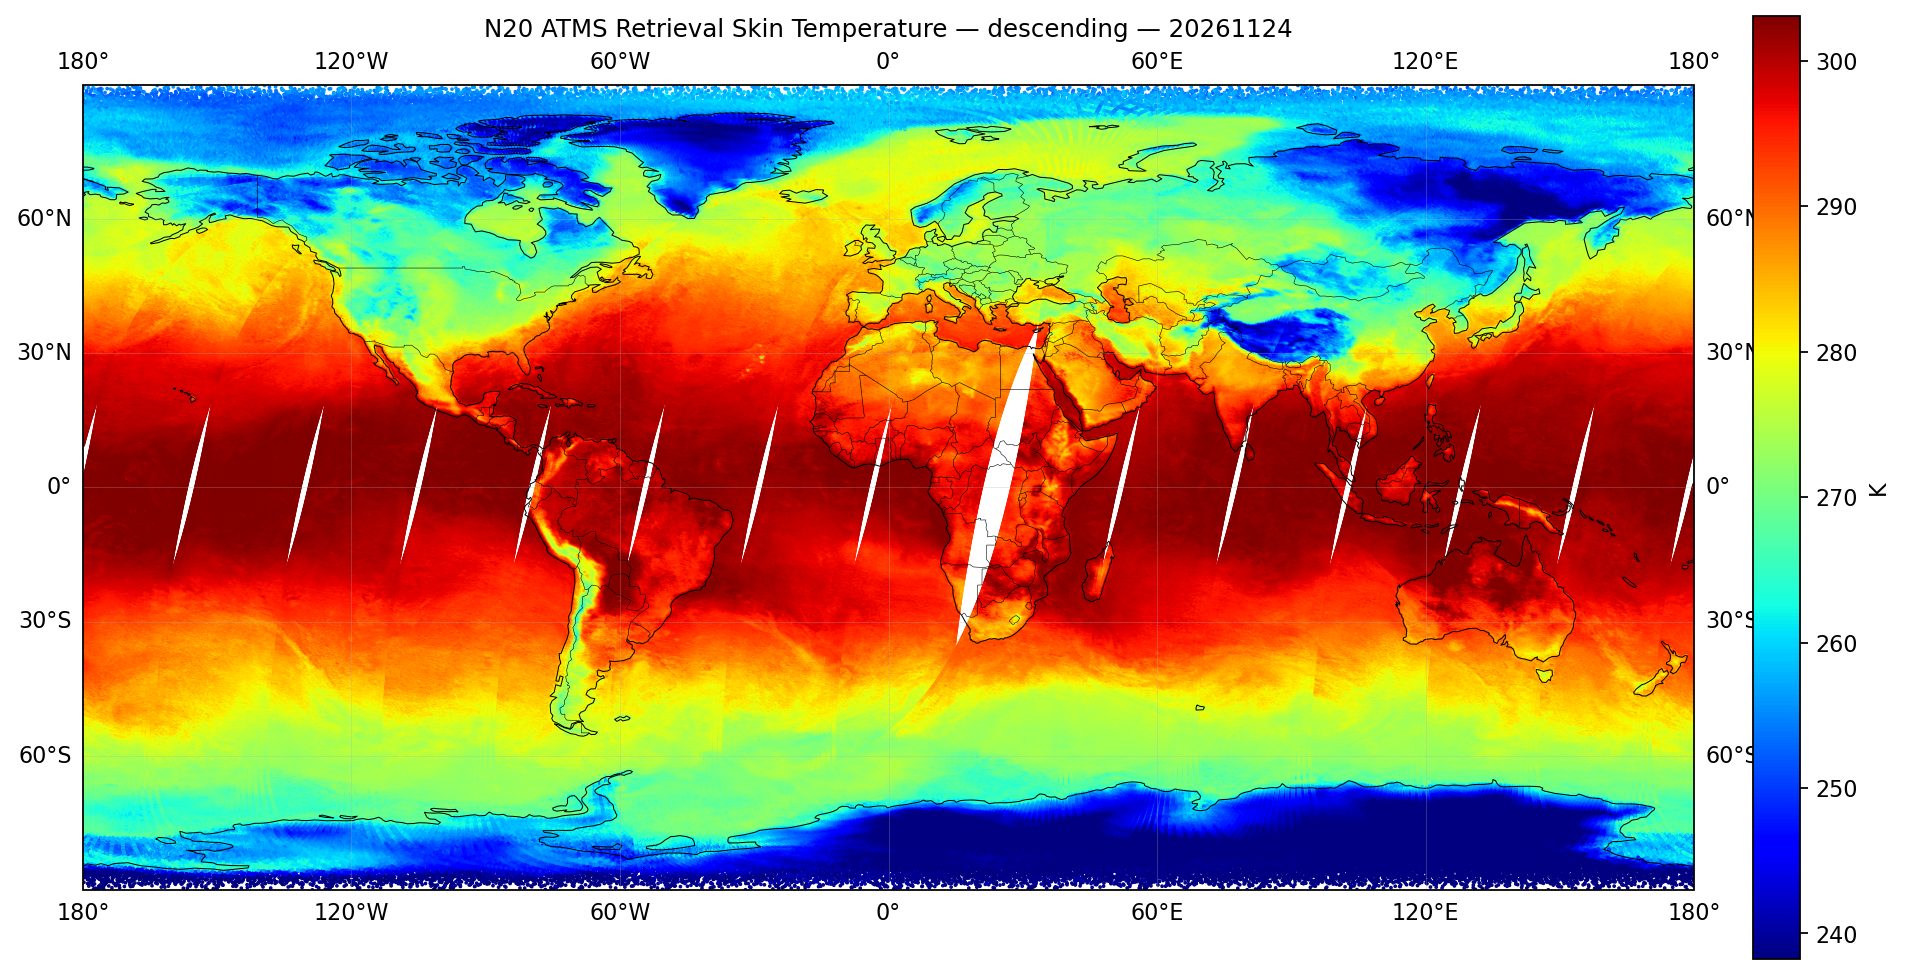 N20 ATMS Retrieval Skin Temperature — descending — 20261124
180° 120°W 60°W 0° 60°E 120°E 180°
60°N 60°N
30°N 30°N
0° 0°
30°S 30°S
60°S 60°S
180° 120°W 60°W 0° 60°E 120°E 180°
300
290
280
270
260
250
240
K